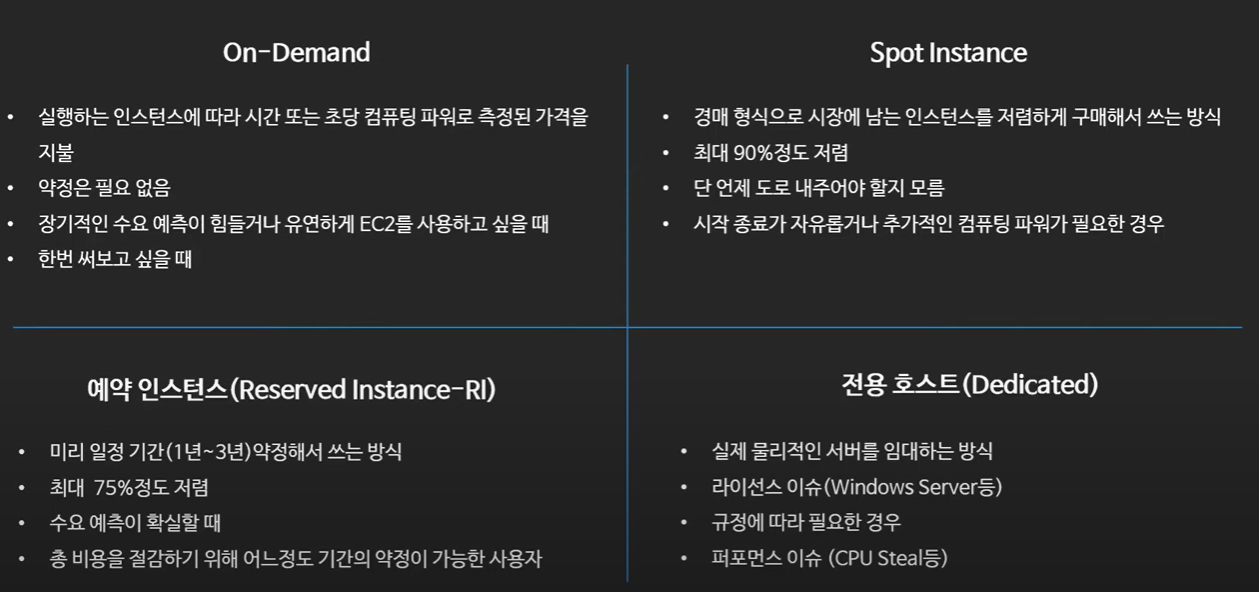 On-Demand
• 실행하는 인스턴스에 따라 시간 또는 초당 컴퓨팅 파워로 측정된 가격을
지불
• 약정은 필요 없음
• 장기적인 수요 예측이 힘들거나 유연하게 EC2를 사용하고 싶을 때
• 한번 써보고 싶을 때
Spot Instance
• 경매 형식으로 시장에 남는 인스턴스를 저렴하게 구매해서 쓰는 방식
• 최대 90%정도 저렴
• 단 언제 도로 내주어야 할지 모름
• 시작 종료가 자유롭거나 추가적인 컴퓨팅 파워가 필요한 경우
예약 인스턴스(Reserved Instance-RI)
• 미리 일정 기간(1년~3년)약정해서 쓰는 방식
• 최대 75%정도 저렴
• 수요 예측이 확실할 때
• 총 비용을 절감하기 위해 어느정도 기간의 약정이 가능한 사용자
전용 호스트(Dedicated)
• 실제 물리적인 서버를 임대하는 방식
• 라이선스 이슈(Windows Server등)
• 규정에 따라 필요한 경우
• 퍼포먼스 이슈 (CPU Steal등)